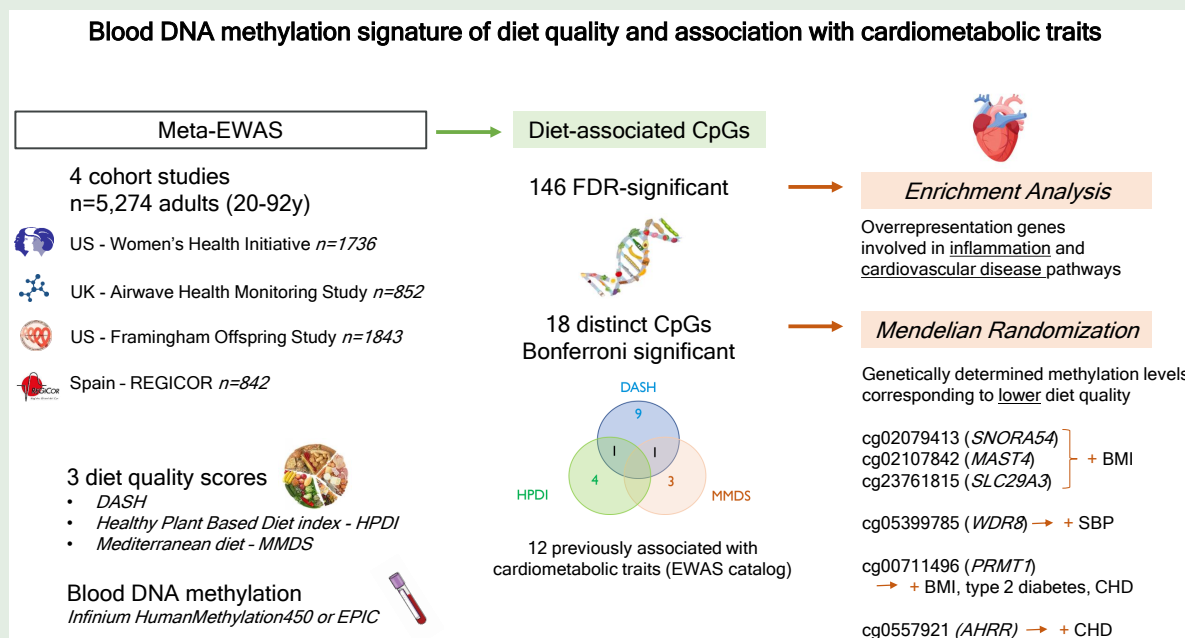 Blood DNA methylation signature of diet quality and association with cardiometabolic traits
Meta-EWAS
4 cohort studies
n=5,274 adults (20-92y)
US - Women's Health Initiative n=1736
UK - Airwave Health Monitoring Study n=852
US - Framingham Offspring Study n=1843
REGICOR
Spain - REGICOR n=842
3 diet quality scores
• DASH
• Healthy Plant Based Diet index - HPDI
• Mediterranean diet - MMDS
Blood DNA methylation
Infinium HumanMethylation450 or EPIC
Diet-associated CpGs
146 FDR-significant
18 distinct CpGs
Bonferroni significant
DASH
9
1 1
4 3
HPDI MMDS
12 previously associated with
cardiometabolic traits (EWAS catalog)
Enrichment Analysis
Overrepresentation genes
involved in inflammation and
cardiovascular disease pathways
Mendelian Randomization
Genetically determined methylation levels
corresponding to lower diet quality
cg02079413 (SNORA54)
cg02107842 (MAST4)
cg23761815 (SLC29A3)
+ BMI
cg05399785 (WDR8) → + SBP
cg00711496 (PRMT1)
→ + BMI, type 2 diabetes, CHD
cg0557921 (AHRR) → + CHD